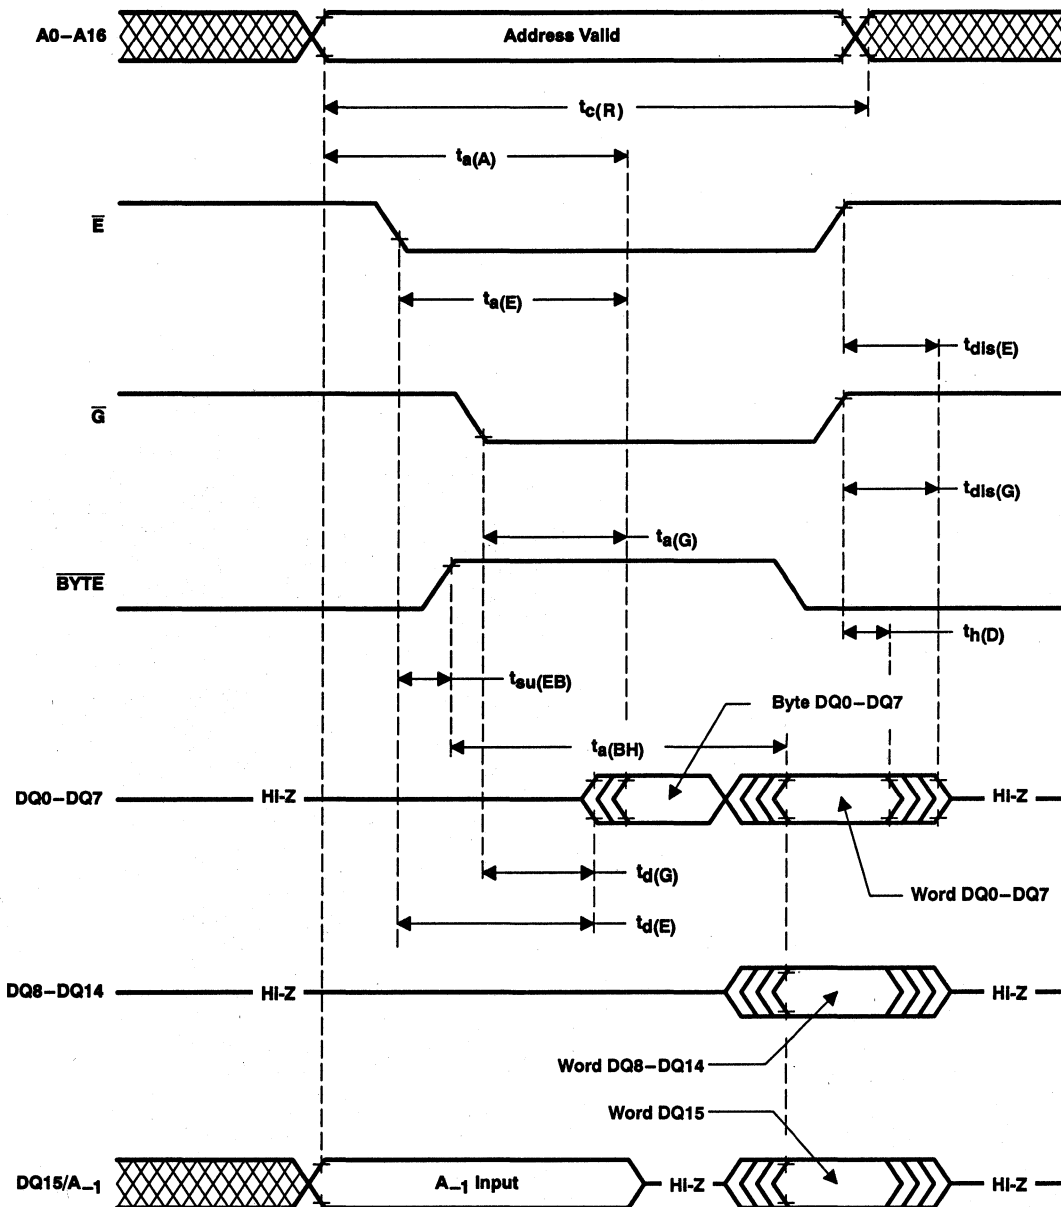 A0–A16 Address Valid
tc(R)
ta(A)
E
ta(E)
tdis(E)
G
tdis(G)
ta(G)
BYTE
th(D)
tsu(EB)
Byte DQ0–DQ7
ta(BH)
DQ0–DQ7 HI-Z HI-Z
td(G)
Word DQ0–DQ7
td(E)
DQ8–DQ14 HI-Z HI-Z
Word DQ8–DQ14
Word DQ15
DQ15/A–1 A–1 Input HI-Z HI-Z